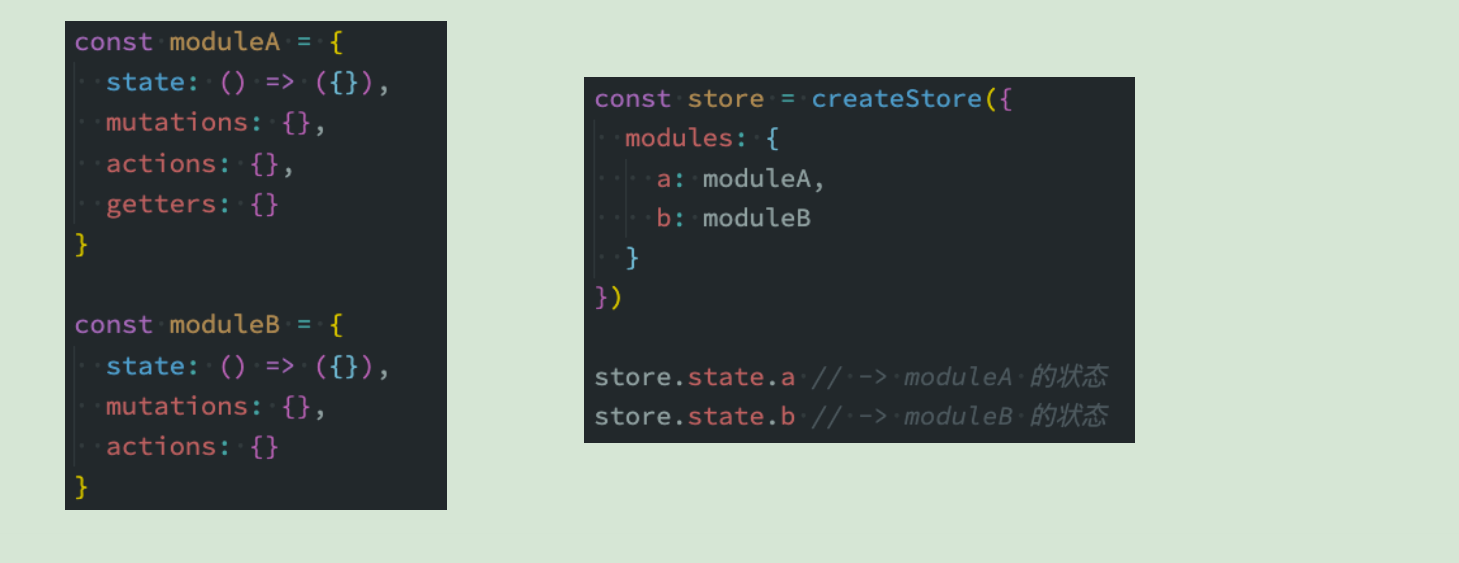 const moduleA = {
  state: () => ({}),
  mutations: {},
  actions: {},
  getters: {}
}

const moduleB = {
  state: () => ({}),
  mutations: {},
  actions: {}
}

const store = createStore({
  modules: {
    a: moduleA,
    b: moduleB
  }
})

store.state.a // -> moduleA 的状态
store.state.b // -> moduleB 的状态